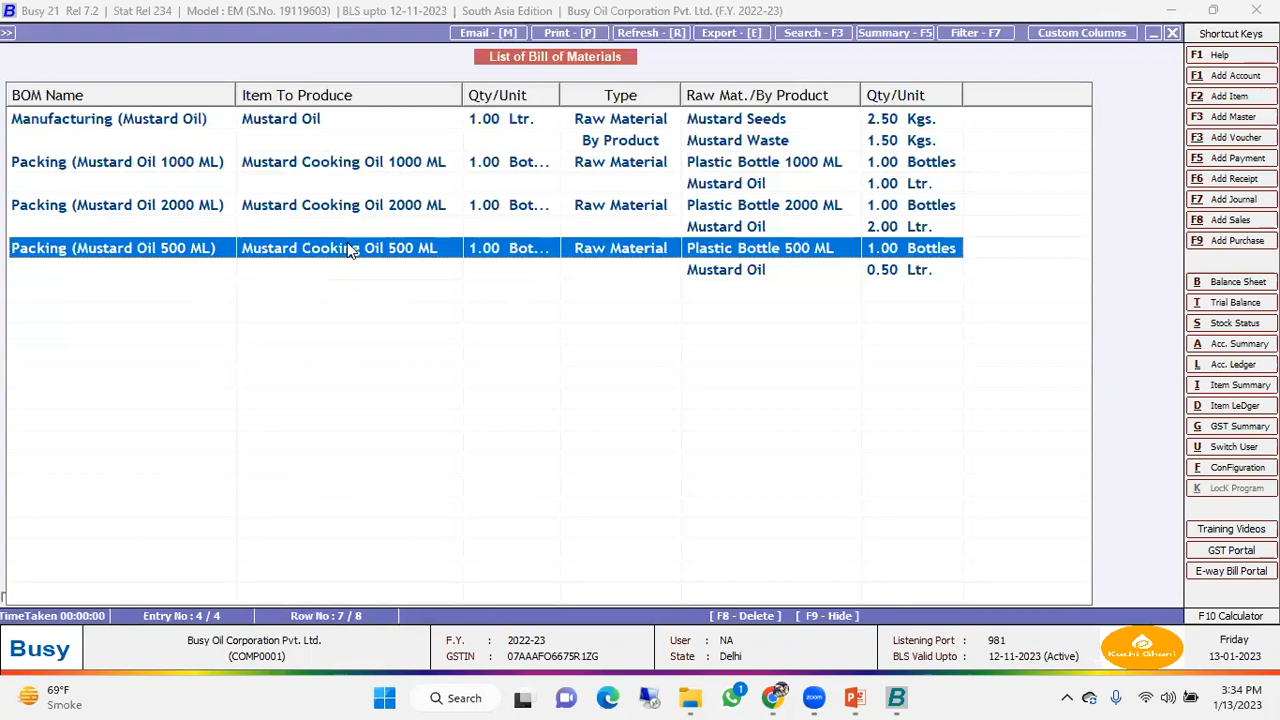 Busy 21 Rel 7.2 | Stat Rel 234 | Model : EM (S.No. 19119603) | BLS upto 12-11-2023 | South Asia Edition | Busy Oil Corporation Pvt. Ltd. (F.Y. 2022-23)
>> Email - [M] Print - [P] Refresh - [R] Export - [E] Search - F3 Summary - F5 Filter - F7 Custom Columns
List of Bill of Materials
BOM Name Item To Produce Qty/Unit Type Raw Mat./By Product Qty/Unit
Manufacturing (Mustard Oil) Mustard Oil 1.00 Ltr. Raw Material Mustard Seeds 2.50 Kgs.
By Product Mustard Waste 1.50 Kgs.
Packing (Mustard Oil 1000 ML) Mustard Cooking Oil 1000 ML 1.00 Bot... Raw Material Plastic Bottle 1000 ML 1.00 Bottles
Mustard Oil 1.00 Ltr.
Packing (Mustard Oil 2000 ML) Mustard Cooking Oil 2000 ML 1.00 Bot... Raw Material Plastic Bottle 2000 ML 1.00 Bottles
Mustard Oil 2.00 Ltr.
Packing (Mustard Oil 500 ML) Mustard Cooking Oil 500 ML 1.00 Bot... Raw Material Plastic Bottle 500 ML 1.00 Bottles
Mustard Oil 0.50 Ltr.
Shortcut Keys
F1 Help
F1 Add Account
F2 Add Item
F3 Add Master
F3 Add Voucher
F5 Add Payment
F6 Add Receipt
F7 Add Journal
F8 Add Sales
F9 Add Purchase
B Balance Sheet
T Trial Balance
S Stock Status
A Acc. Summary
L Acc. Ledger
I Item Summary
D Item LeDger
G GST Summary
U Switch User
F ConFiguration
K LocK Program
Training Videos
GST Portal
E-way Bill Portal
F10 Calculator
TimeTaken 00:00:00 Entry No : 4 / 4 Row No : 7 / 8 [ F8 - Delete ] [ F9 - Hide ]
Busy
Busy Oil Corporation Pvt. Ltd.
(COMP0001)
F.Y. : 2022-23
GSTIN : 07AAAFO6675R1ZG
User : NA
State : Delhi
Listening Port : 981
BLS Valid Upto : 12-11-2023 (Active)
Kachi Ghani
Friday
13-01-2023
69°F
Smoke
Search
1
zoom
3:34 PM
1/13/2023